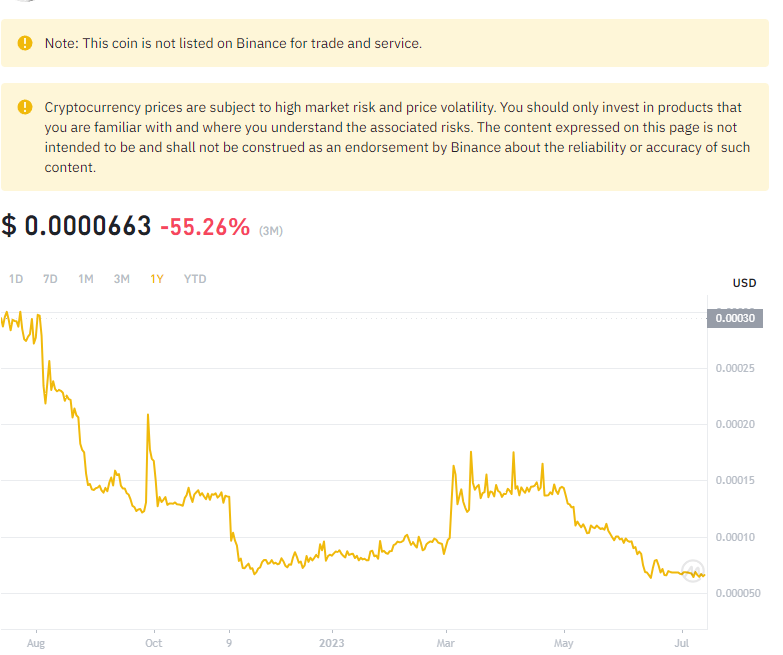 Note: This coin is not listed on Binance for trade and service.
Cryptocurrency prices are subject to high market risk and price volatility. You should only invest in products that
you are familiar with and where you understand the associated risks. The content expressed on this page is not
intended to be and shall not be construed as an endorsement by Binance about the reliability or accuracy of such
content.
$ 0.0000663 -55.26% (3M)
1D 7D 1M 3M 1Y YTD
USD
0.00030
0.00025
0.00020
0.00015
0.00010
0.000050
Aug Oct 9 2023 Mar May Jul